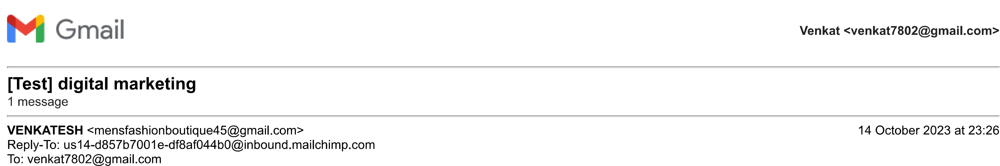 Gmail
Venkat <venkat7802@gmail.com>
[Test] digital marketing
1 message
VENKATESH <mensfashionboutique45@gmail.com> 14 October 2023 at 23:26
Reply-To: us14-d857b7001e-df8af044b0@inbound.mailchimp.com
To: venkat7802@gmail.com